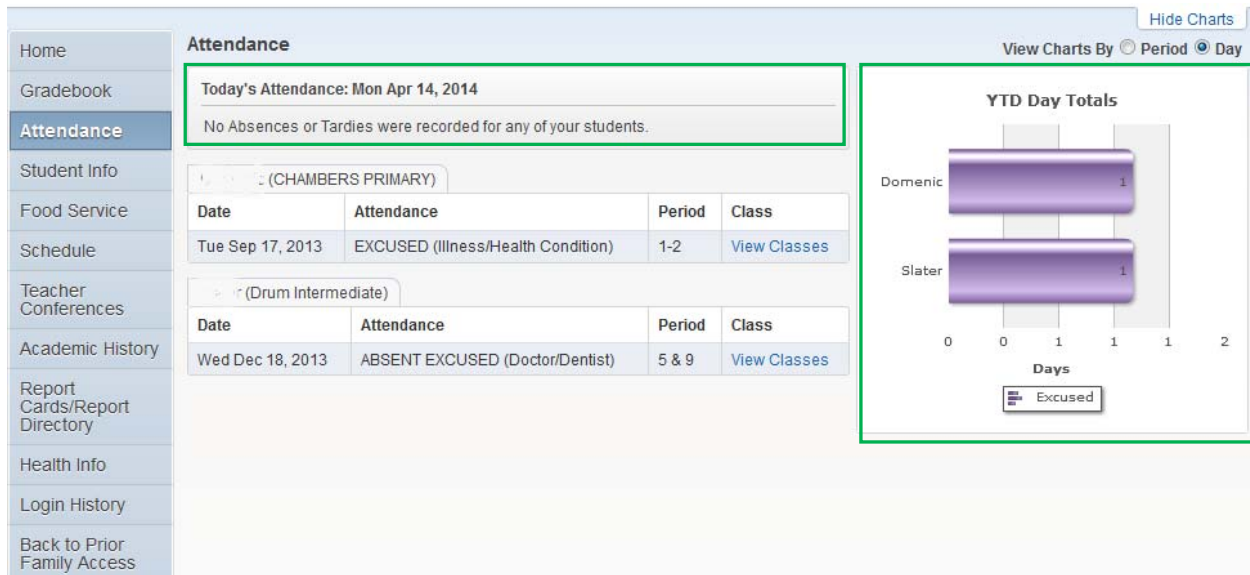 Hide Charts
Home
Gradebook
Attendance
Student Info
Food Service
Schedule
Teacher
Conferences
Academic History
Report
Cards/Report
Directory
Health Info
Login History
Back to Prior
Family Access
Attendance
View Charts By Period Day
Today's Attendance: Mon Apr 14, 2014
No Absences or Tardies were recorded for any of your students.
(CHAMBERS PRIMARY)
Date Attendance Period Class
Tue Sep 17, 2013 EXCUSED (Illness/Health Condition) 1-2 View Classes
(Drum Intermediate)
Date Attendance Period Class
Wed Dec 18, 2013 ABSENT EXCUSED (Doctor/Dentist) 5 & 9 View Classes
YTD Day Totals
Domenic 1
Slater 1
0 0 1 1 1 2
Days
Excused